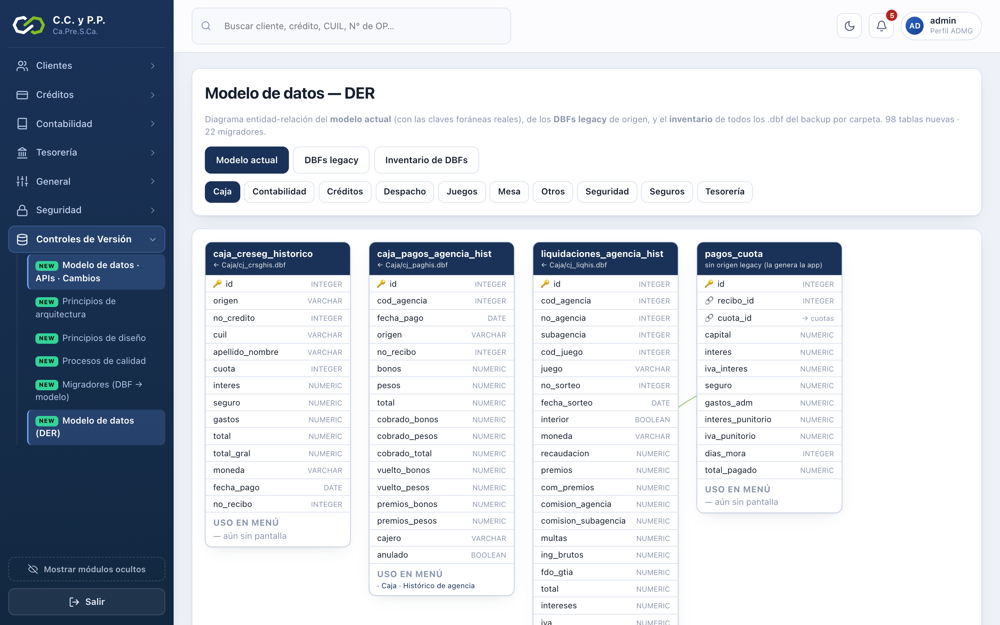 C.C. y P.P.
Ca.Pre.S.Ca.
Clientes
Créditos
Contabilidad
Tesorería
General
Seguridad
Controles de Versión
NEW Modelo de datos ·
APIs · Cambios
NEW Principios de
arquitectura
NEW Principios de diseño
NEW Procesos de calidad
NEW Migradores (DBF →
modelo)
NEW Modelo de datos
(DER)
Mostrar módulos ocultos
Salir
Buscar cliente, crédito, CUIL, N° de OP...
5
AD
admin
Perfil ADMG
Modelo de datos — DER
Diagrama entidad-relación del modelo actual (con las claves foráneas reales), de los DBFs legacy de origen, y el inventario de todos los .dbf del backup por carpeta. 98 tablas nuevas ·
22 migradores.
Modelo actual
DBFs legacy
Inventario de DBFs
Caja
Contabilidad
Créditos
Despacho
Juegos
Mesa
Otros
Seguridad
Seguros
Tesorería
caja_creseg_historico
← Caja/cj_crsghis.dbf
id INTEGER
origen VARCHAR
no_credito INTEGER
cuil VARCHAR
apellido_nombre VARCHAR
cuota INTEGER
interes NUMERIC
seguro NUMERIC
gastos NUMERIC
total NUMERIC
total_gral NUMERIC
moneda VARCHAR
fecha_pago DATE
no_recibo INTEGER
USO EN MENÚ
— aún sin pantalla
caja_pagos_agencia_hist
← Caja/cj_paghis.dbf
id INTEGER
cod_agencia INTEGER
fecha_pago DATE
origen VARCHAR
no_recibo INTEGER
bonos NUMERIC
pesos NUMERIC
total NUMERIC
cobrado_bonos NUMERIC
cobrado_pesos NUMERIC
cobrado_total NUMERIC
vuelto_bonos NUMERIC
vuelto_pesos NUMERIC
premios_bonos NUMERIC
premios_pesos NUMERIC
cajero VARCHAR
anulado BOOLEAN
USO EN MENÚ
· Caja · Histórico de agencia
liquidaciones_agencia_hist
← Caja/cj_liqhis.dbf
id INTEGER
cod_agencia INTEGER
no_agencia INTEGER
subagencia INTEGER
cod_juego INTEGER
juego VARCHAR
no_sorteo INTEGER
fecha_sorteo DATE
interior BOOLEAN
moneda VARCHAR
recaudacion NUMERIC
premios NUMERIC
com_premios NUMERIC
comision_agencia NUMERIC
comision_subagencia NUMERIC
multas NUMERIC
ing_brutos NUMERIC
fdo_gtia NUMERIC
total NUMERIC
intereses NUMERIC
iva NUMERIC
pagos_cuota
sin origen legacy (la genera la app)
id INTEGER
recibo_id INTEGER
cuota_id → cuotas
capital NUMERIC
interes NUMERIC
iva_interes NUMERIC
seguro NUMERIC
gastos_adm NUMERIC
interes_punitorio NUMERIC
iva_punitorio NUMERIC
dias_mora INTEGER
total_pagado NUMERIC
USO EN MENÚ
— aún sin pantalla